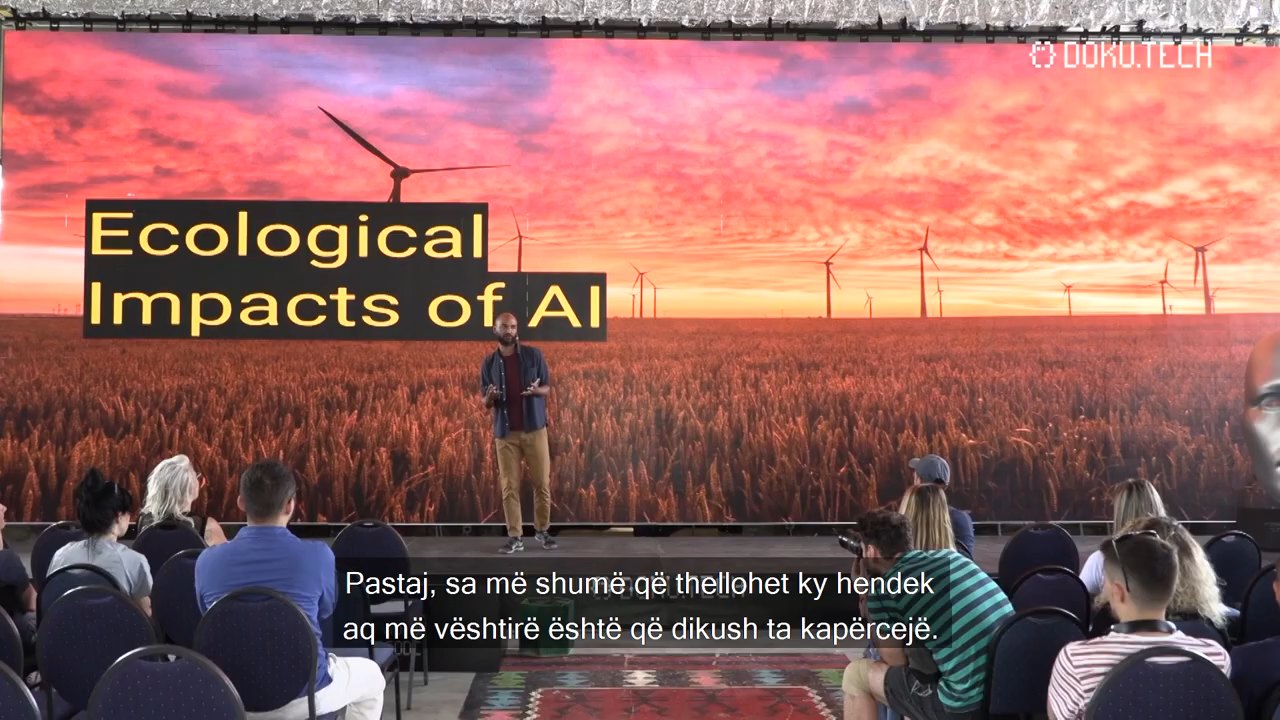 DOKU.TECH
Ecological
Impacts of AI
Pastaj, sa më shumë që thellohet ky hendek
aq më vështirë është që dikush ta kapërcejë.